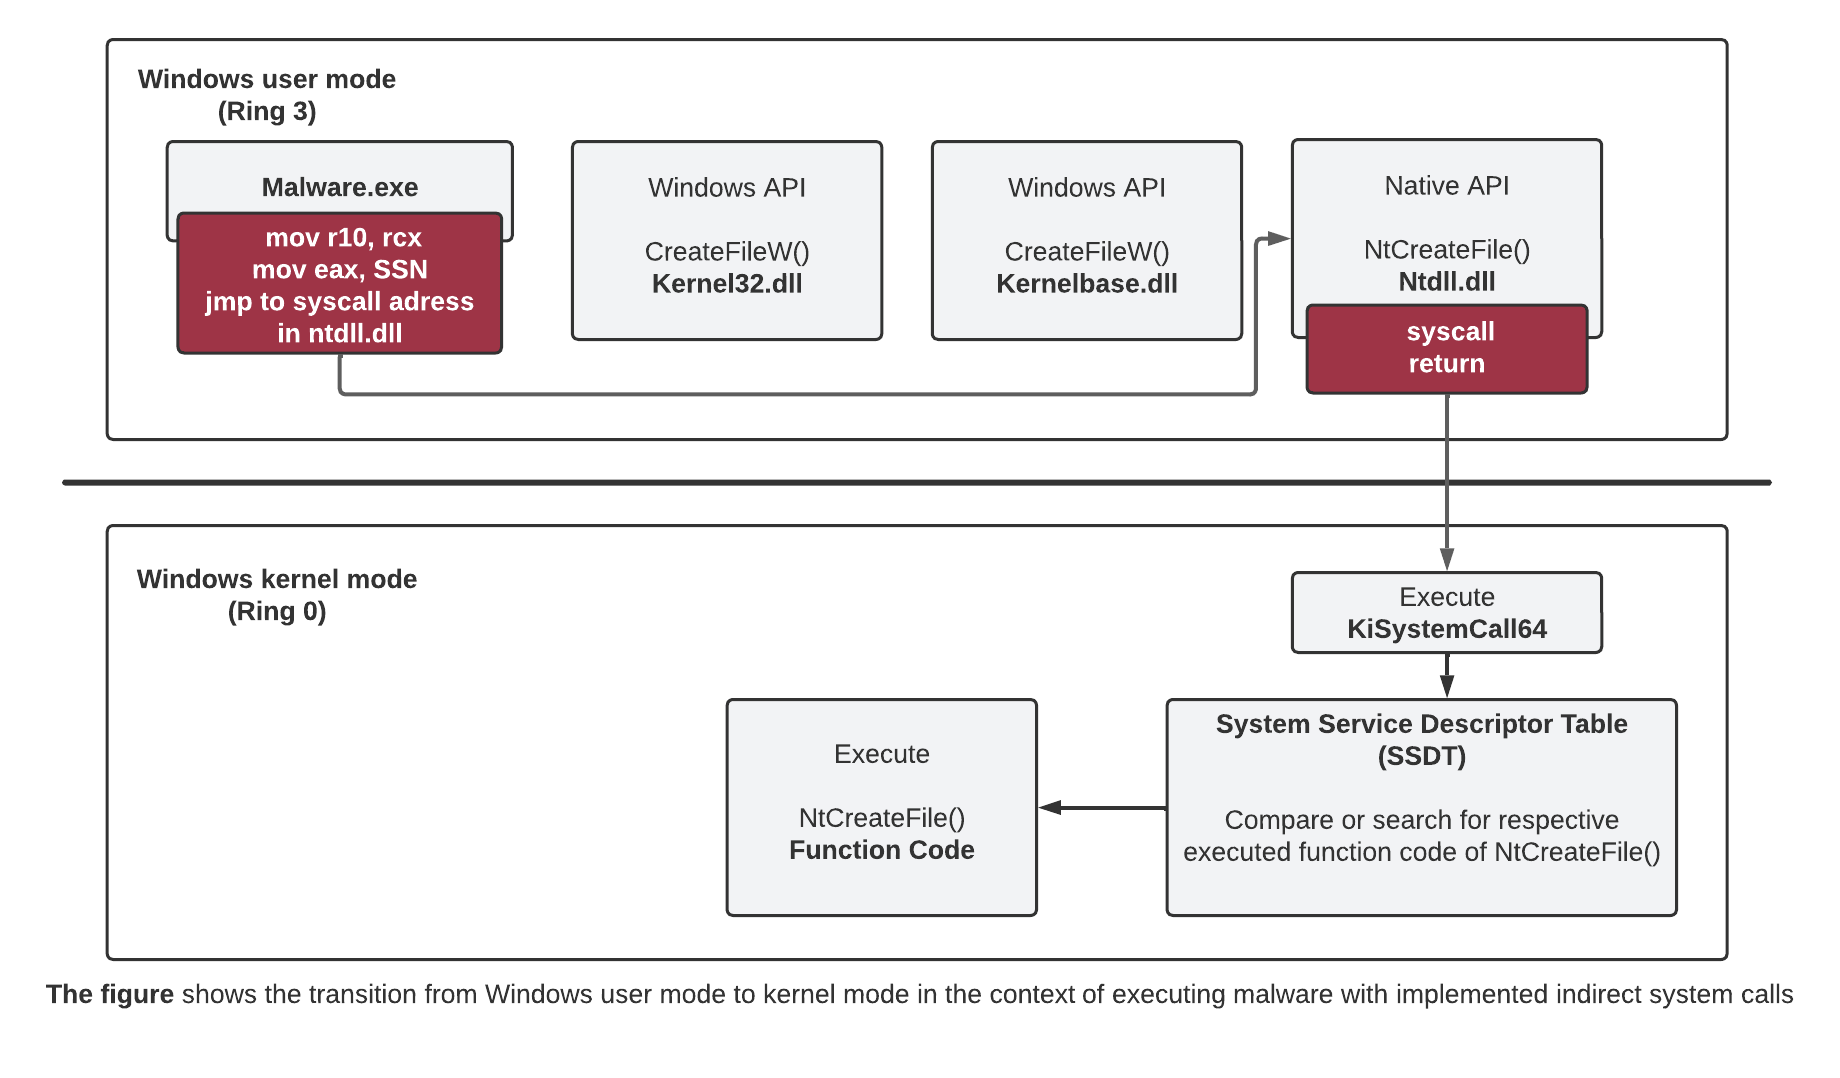 Windows user mode
(Ring 3)
Malware.exe
mov r10, rcx
mov eax, SSN
jmp to syscall adress
in ntdll.dll
Windows API
CreateFileW()
Kernel32.dll
Windows API
CreateFileW()
Kernelbase.dll
Native API
NtCreateFile()
Ntdll.dll
syscall
return
Windows kernel mode
(Ring 0)
Execute
KiSystemCall64
System Service Descriptor Table
(SSDT)
Compare or search for respective
executed function code of NtCreateFile()
Execute
NtCreateFile()
Function Code
The figure shows the transition from Windows user mode to kernel mode in the context of executing malware with implemented indirect system calls